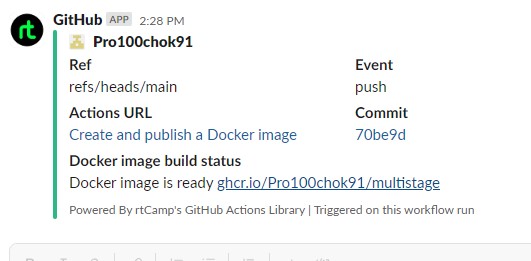 rt
GitHub APP 2:28 PM
Pro100chok91
Ref Event
refs/heads/main push
Actions URL Commit
Create and publish a Docker image 70be9d
Docker image build status
Docker image is ready ghcr.io/Pro100chok91/multistage
Powered By rtCamp's GitHub Actions Library | Triggered on this workflow run